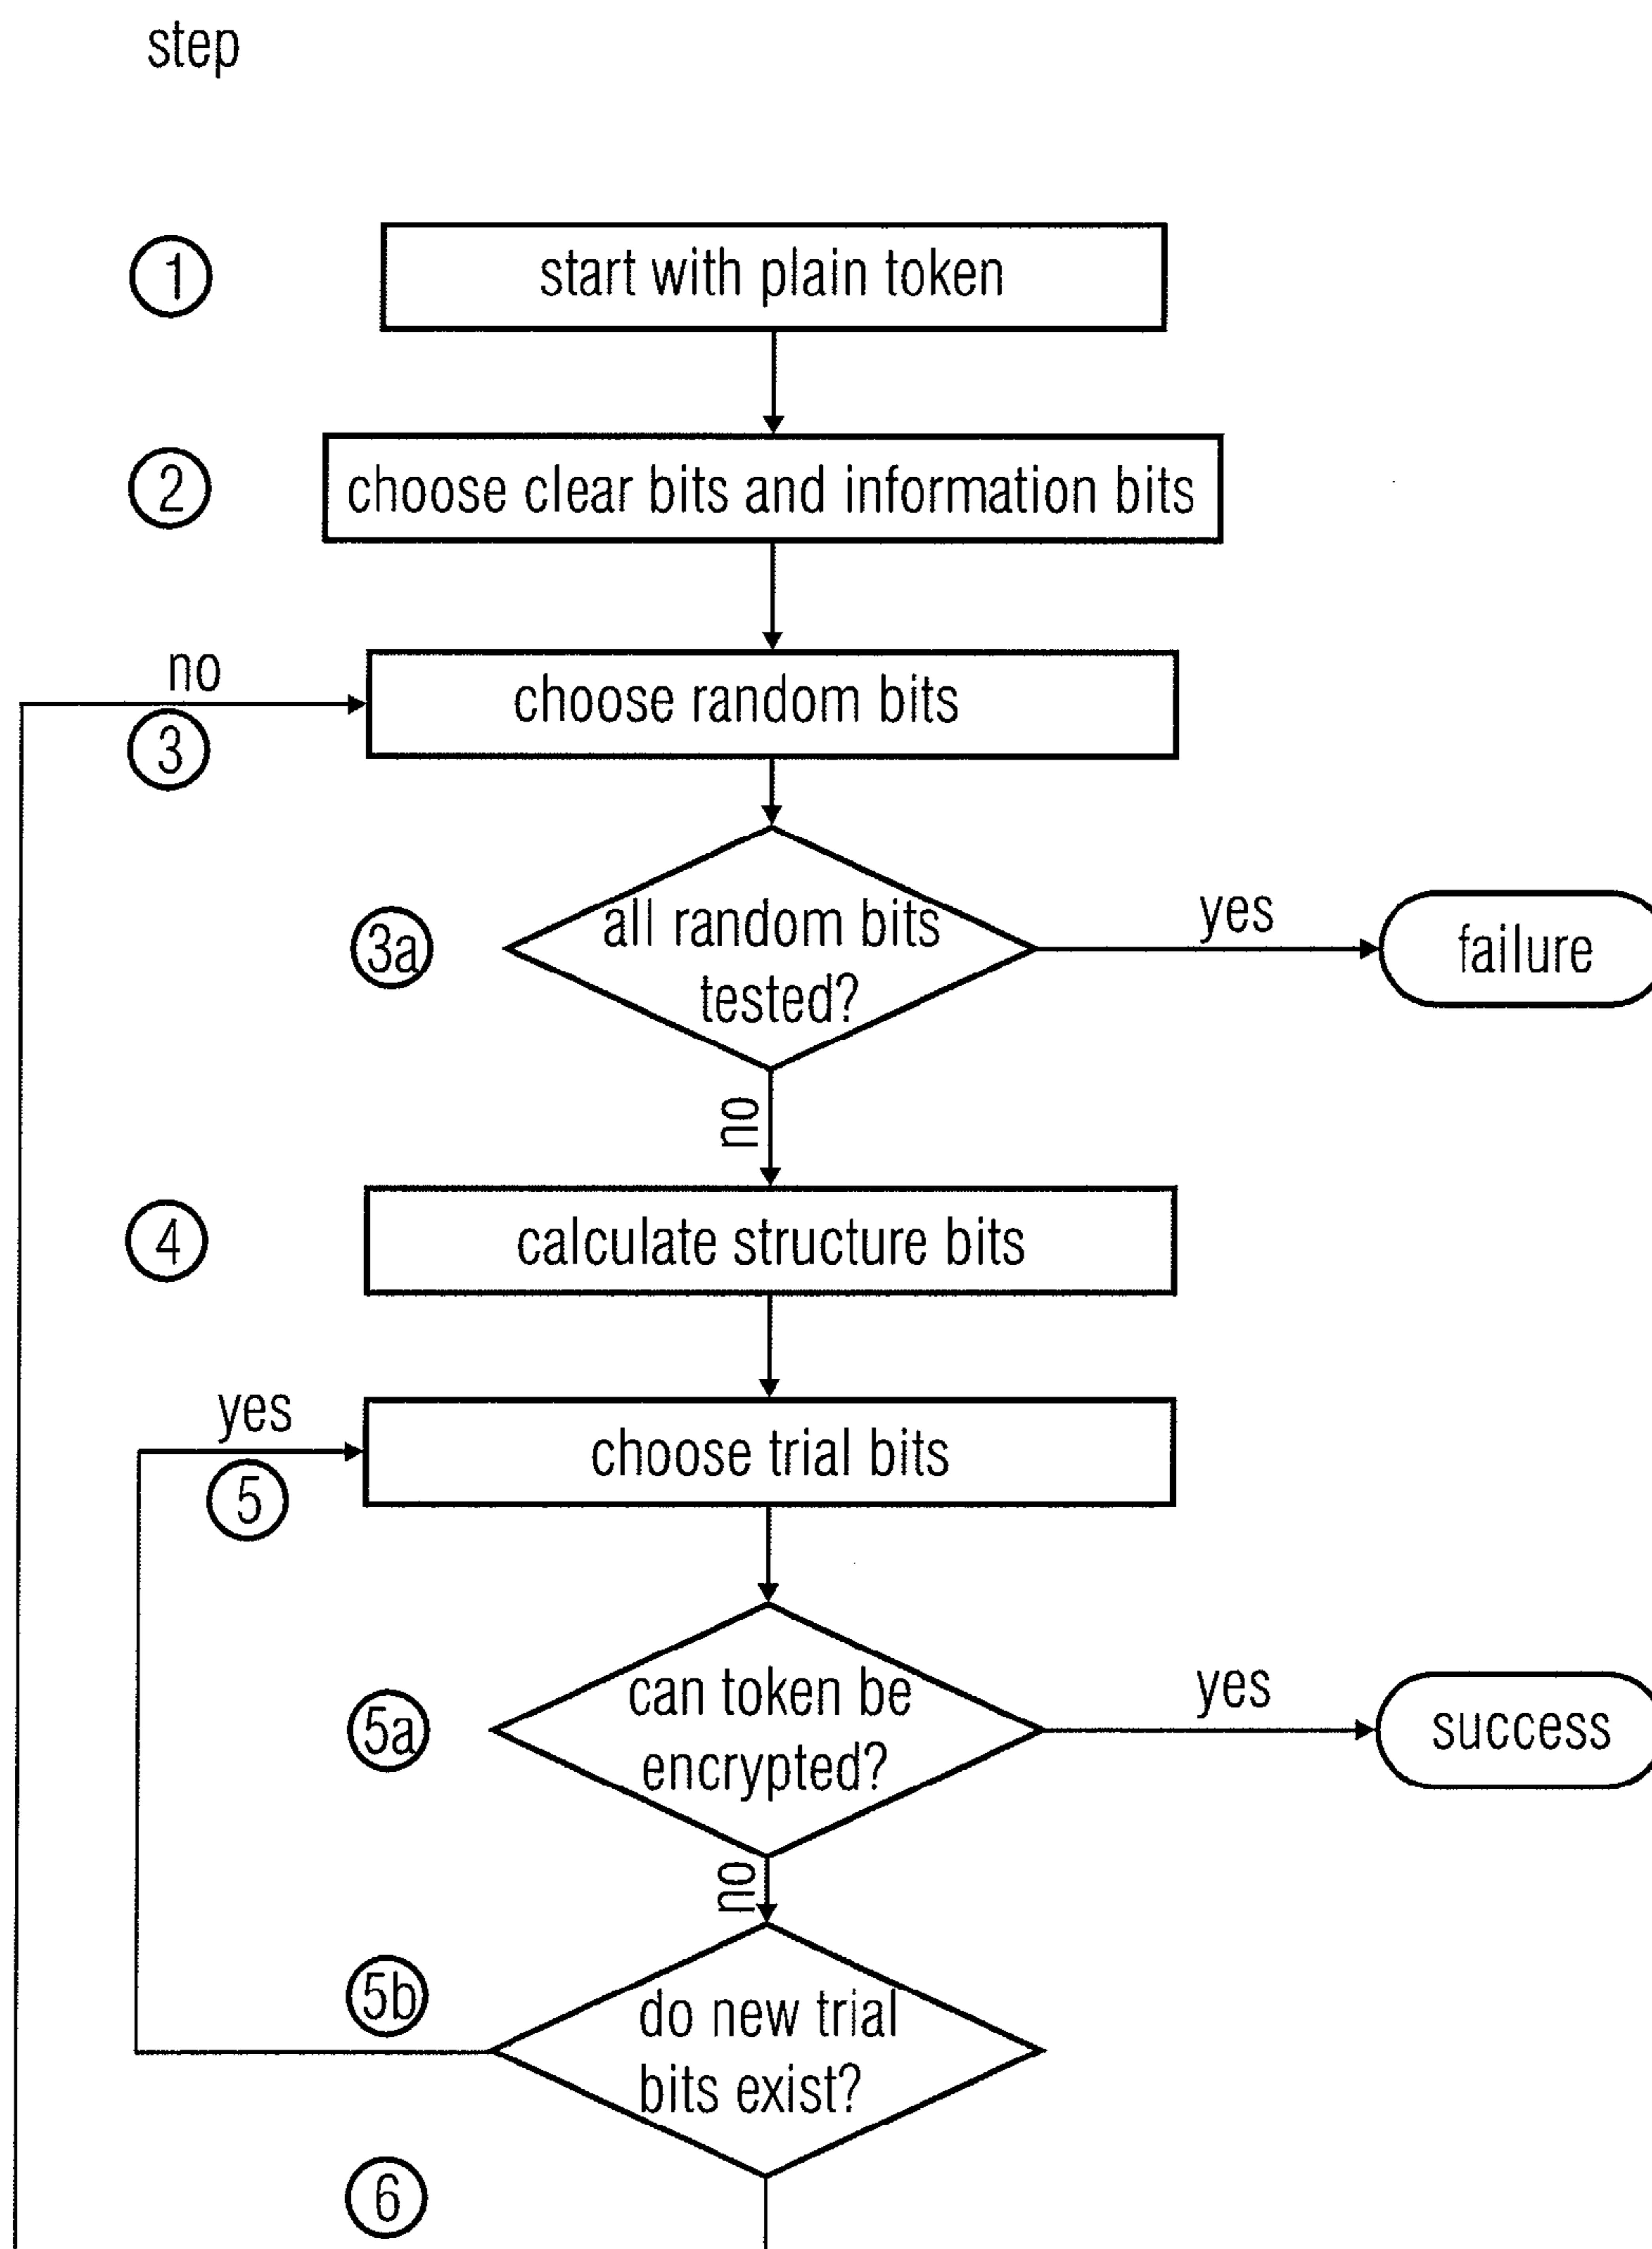 step
1
start with plain token
2
choose clear bits and information bits
no
3
choose random bits
3a
all random bits
tested?
yes
failure
no
4
calculate structure bits
yes
5
choose trial bits
5a
can token be
encrypted?
yes
success
no
5b
do new trial
bits exist?
6